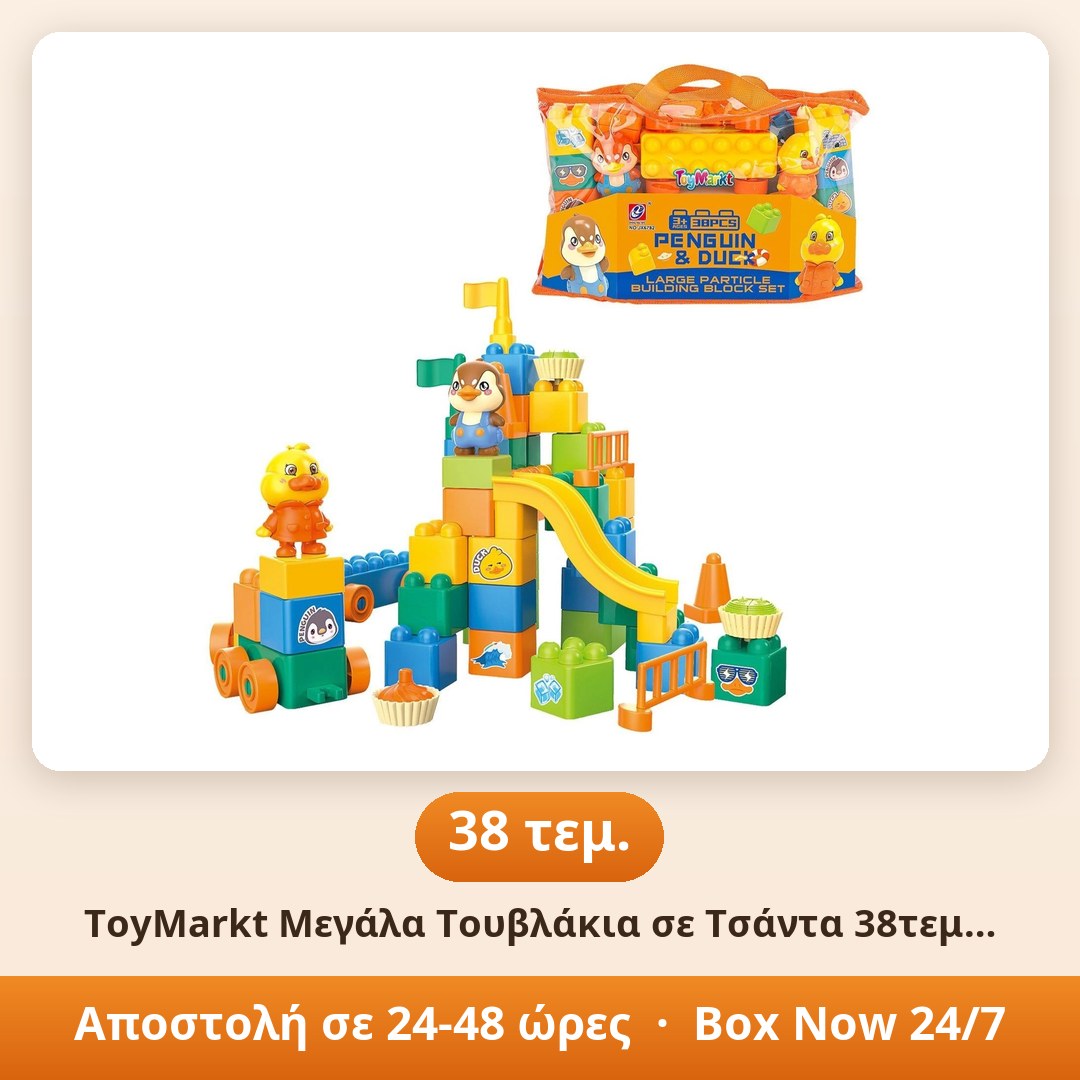 ToyMarkt
3+ 38PCS
PENGUIN
& DUCK
LARGE PARTICLE
BUILDING BLOCK SET
DUCK
PENGUIN
38 τεμ.
ToyMarkt Μεγάλα Τουβλάκια σε Τσάντα 38τεμ...
Αποστολή σε 24-48 ώρες · Box Now 24/7